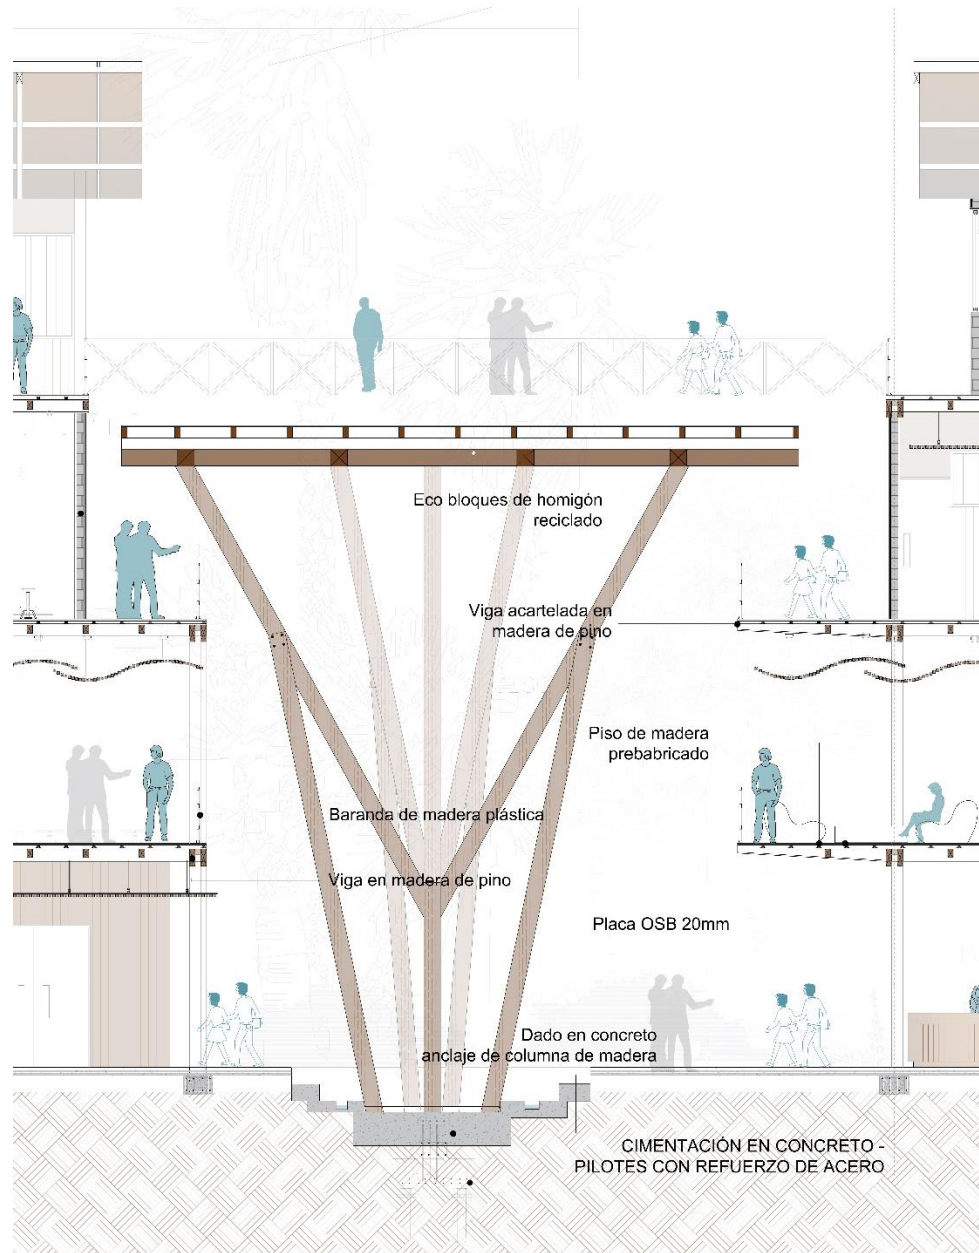 Eco bloques de homigón
reciclado
Viga acartelada en
madera de pino
Piso de madera
prebabricado
Baranda de madera plástica
Viga en madera de pino
Placa OSB 20mm
Dado en concreto
anclaje de columna de madera
CIMENTACIÓN EN CONCRETO -
PILOTES CON REFUERZO DE ACERO